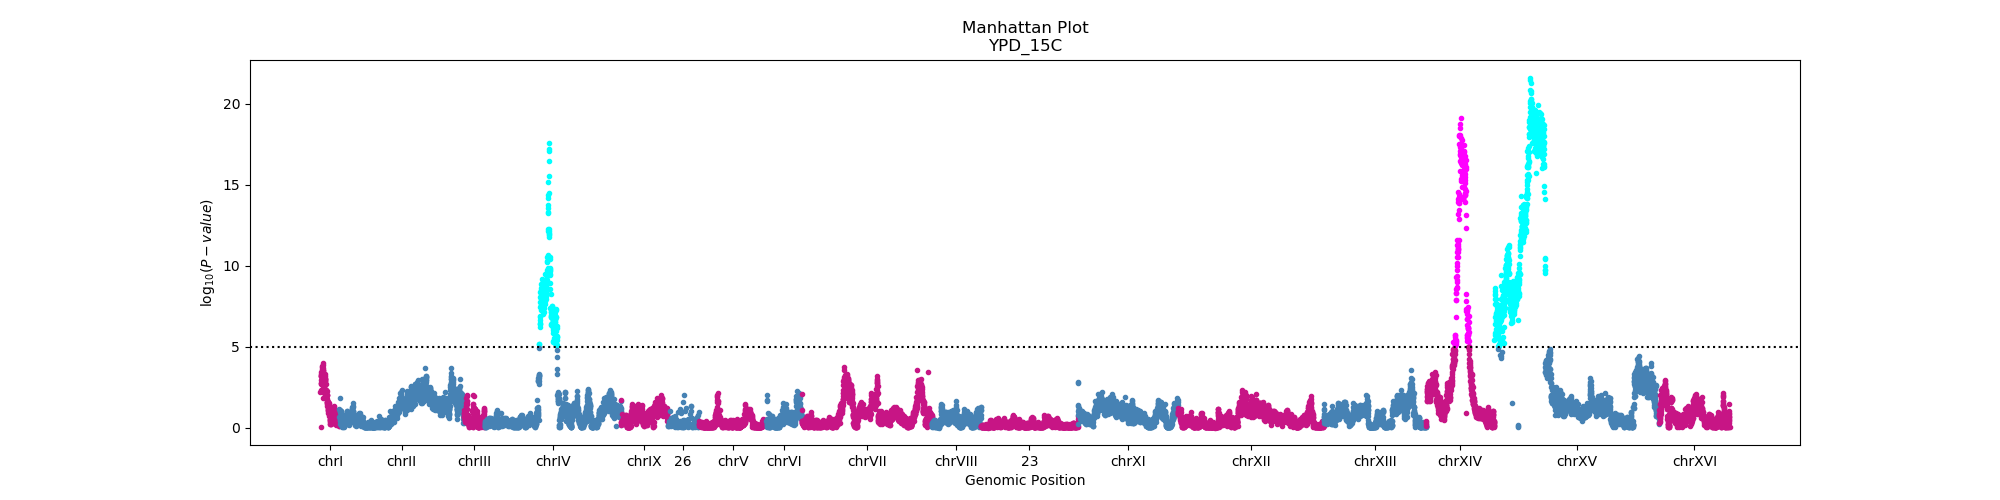 Manhattan Plot
YPD_15C
20
15
10
5
0
log10(P − value)
chrI chrII chrIII chrIV chrIX 26 chrV chrVI chrVII chrVIII 23 chrXI chrXII chrXIII chrXIV chrXV chrXVI
Genomic Position